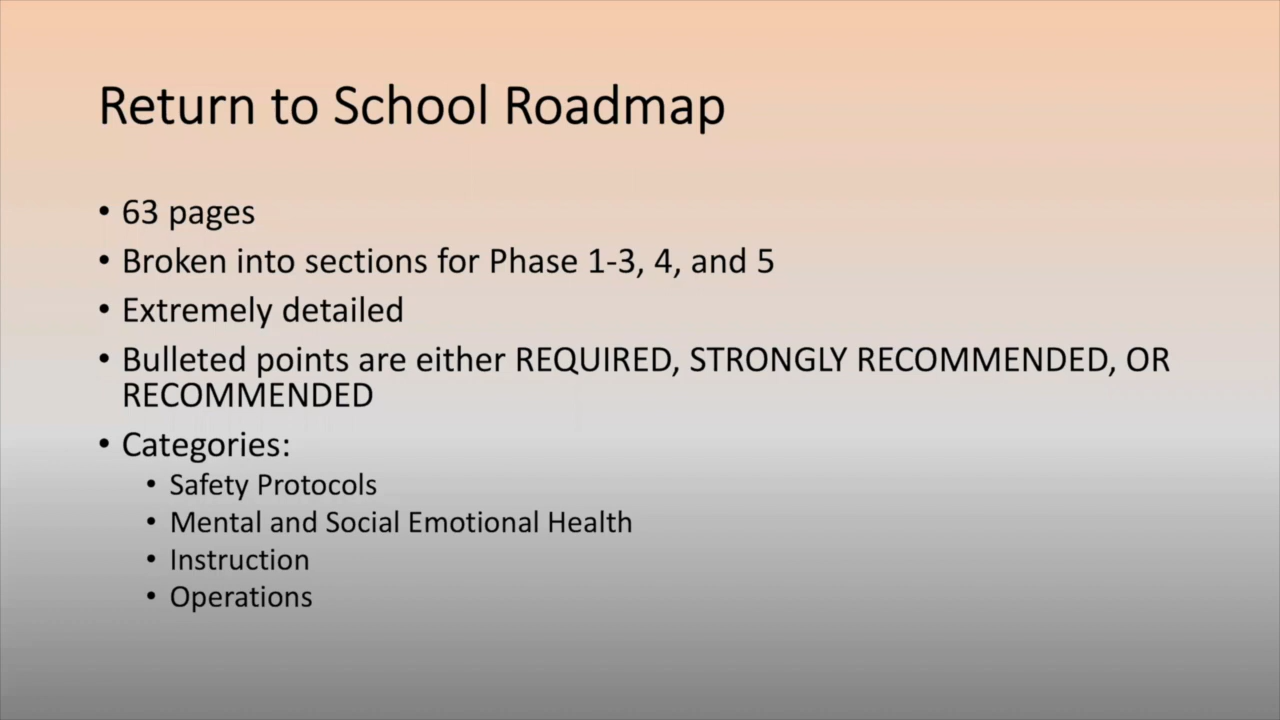 Return to School Roadmap
• 63 pages
• Broken into sections for Phase 1-3, 4, and 5
• Extremely detailed
• Bulleted points are either REQUIRED, STRONGLY RECOMMENDED, OR
RECOMMENDED
• Categories:
• Safety Protocols
• Mental and Social Emotional Health
• Instruction
• Operations